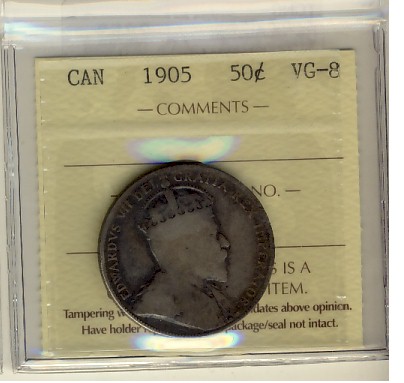 CAN 1905 50¢ VG-8
— COMMENTS —
NO. —
EDWARDVS VII DEI GRATIA REX IMPERATOR
IS A
ITEM.
Tampering
dates above opinion.
Have holder
package/seal not intact.